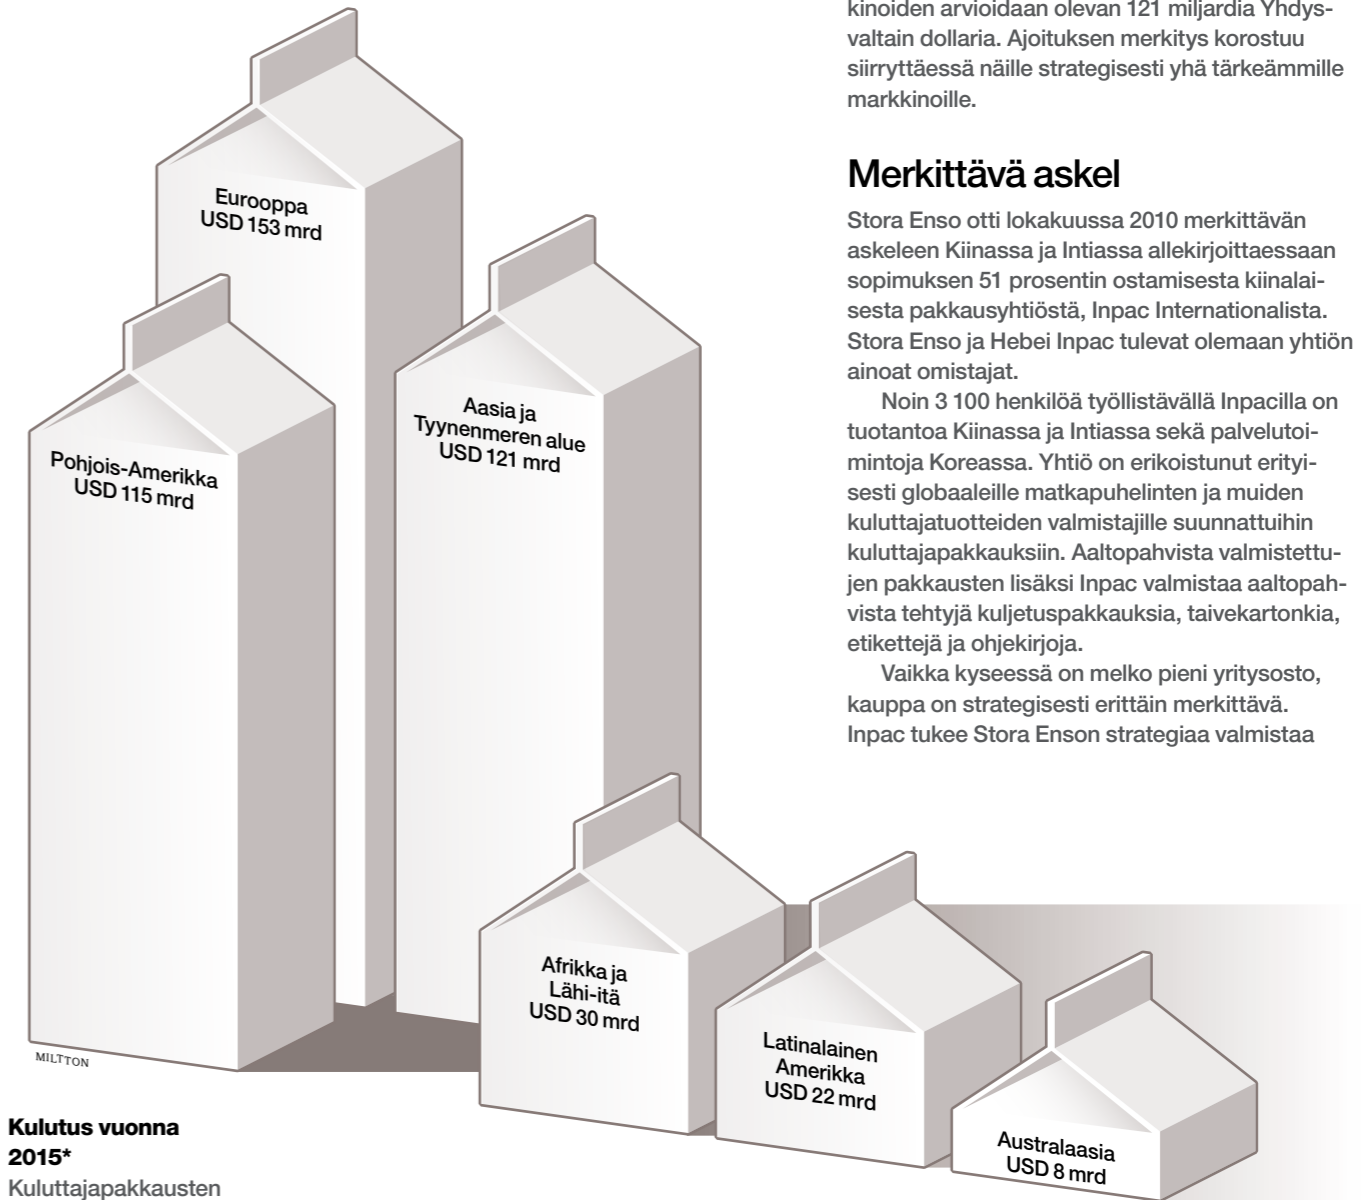 Eurooppa
USD 153 mrd
Aasia ja
Tyynenmeren alue
USD 121 mrd
Pohjois-Amerikka
USD 115 mrd
Afrikka ja
Lähi-itä
USD 30 mrd
Latinalainen
Amerikka
USD 22 mrd
Australaasia
USD 8 mrd
MILTTON
Kulutus vuonna
2015*
Kuluttajapakkausten
kinoiden arvioidaan olevan 121 miljardia Yhdys-
valtain dollaria. Ajoituksen merkitys korostuu
siirryttäessä näille strategisesti yhä tärkeämmille
markkinoille.
Merkittävä askel
Stora Enso otti lokakuussa 2010 merkittävän
askeleen Kiinassa ja Intiassa allekirjoittaessaan
sopimuksen 51 prosentin ostamisesta kiinalai-
sesta pakkausyhtiöstä, Inpac Internationalista.
Stora Enso ja Hebei Inpac tulevat olemaan yhtiön
ainoat omistajat.
Noin 3 100 henkilöä työllistävällä Inpacilla on
tuotantoa Kiinassa ja Intiassa sekä palvelutoi-
mintoja Koreassa. Yhtiö on erikoistunut erityi-
sesti globaaleille matkapuhelinten ja muiden
kuluttajatuotteiden valmistajille suunnattuihin
kuluttajapakkauksiin. Aaltopahvista valmistettu-
jen pakkausten lisäksi Inpac valmistaa aaltopah-
vista tehtyjä kuljetuspakkauksia, taivekartonkia,
etikettejä ja ohjekirjoja.
Vaikka kyseessä on melko pieni yritysosto,
kauppa on strategisesti erittäin merkittävä.
Inpac tukee Stora Enson strategiaa valmistaa